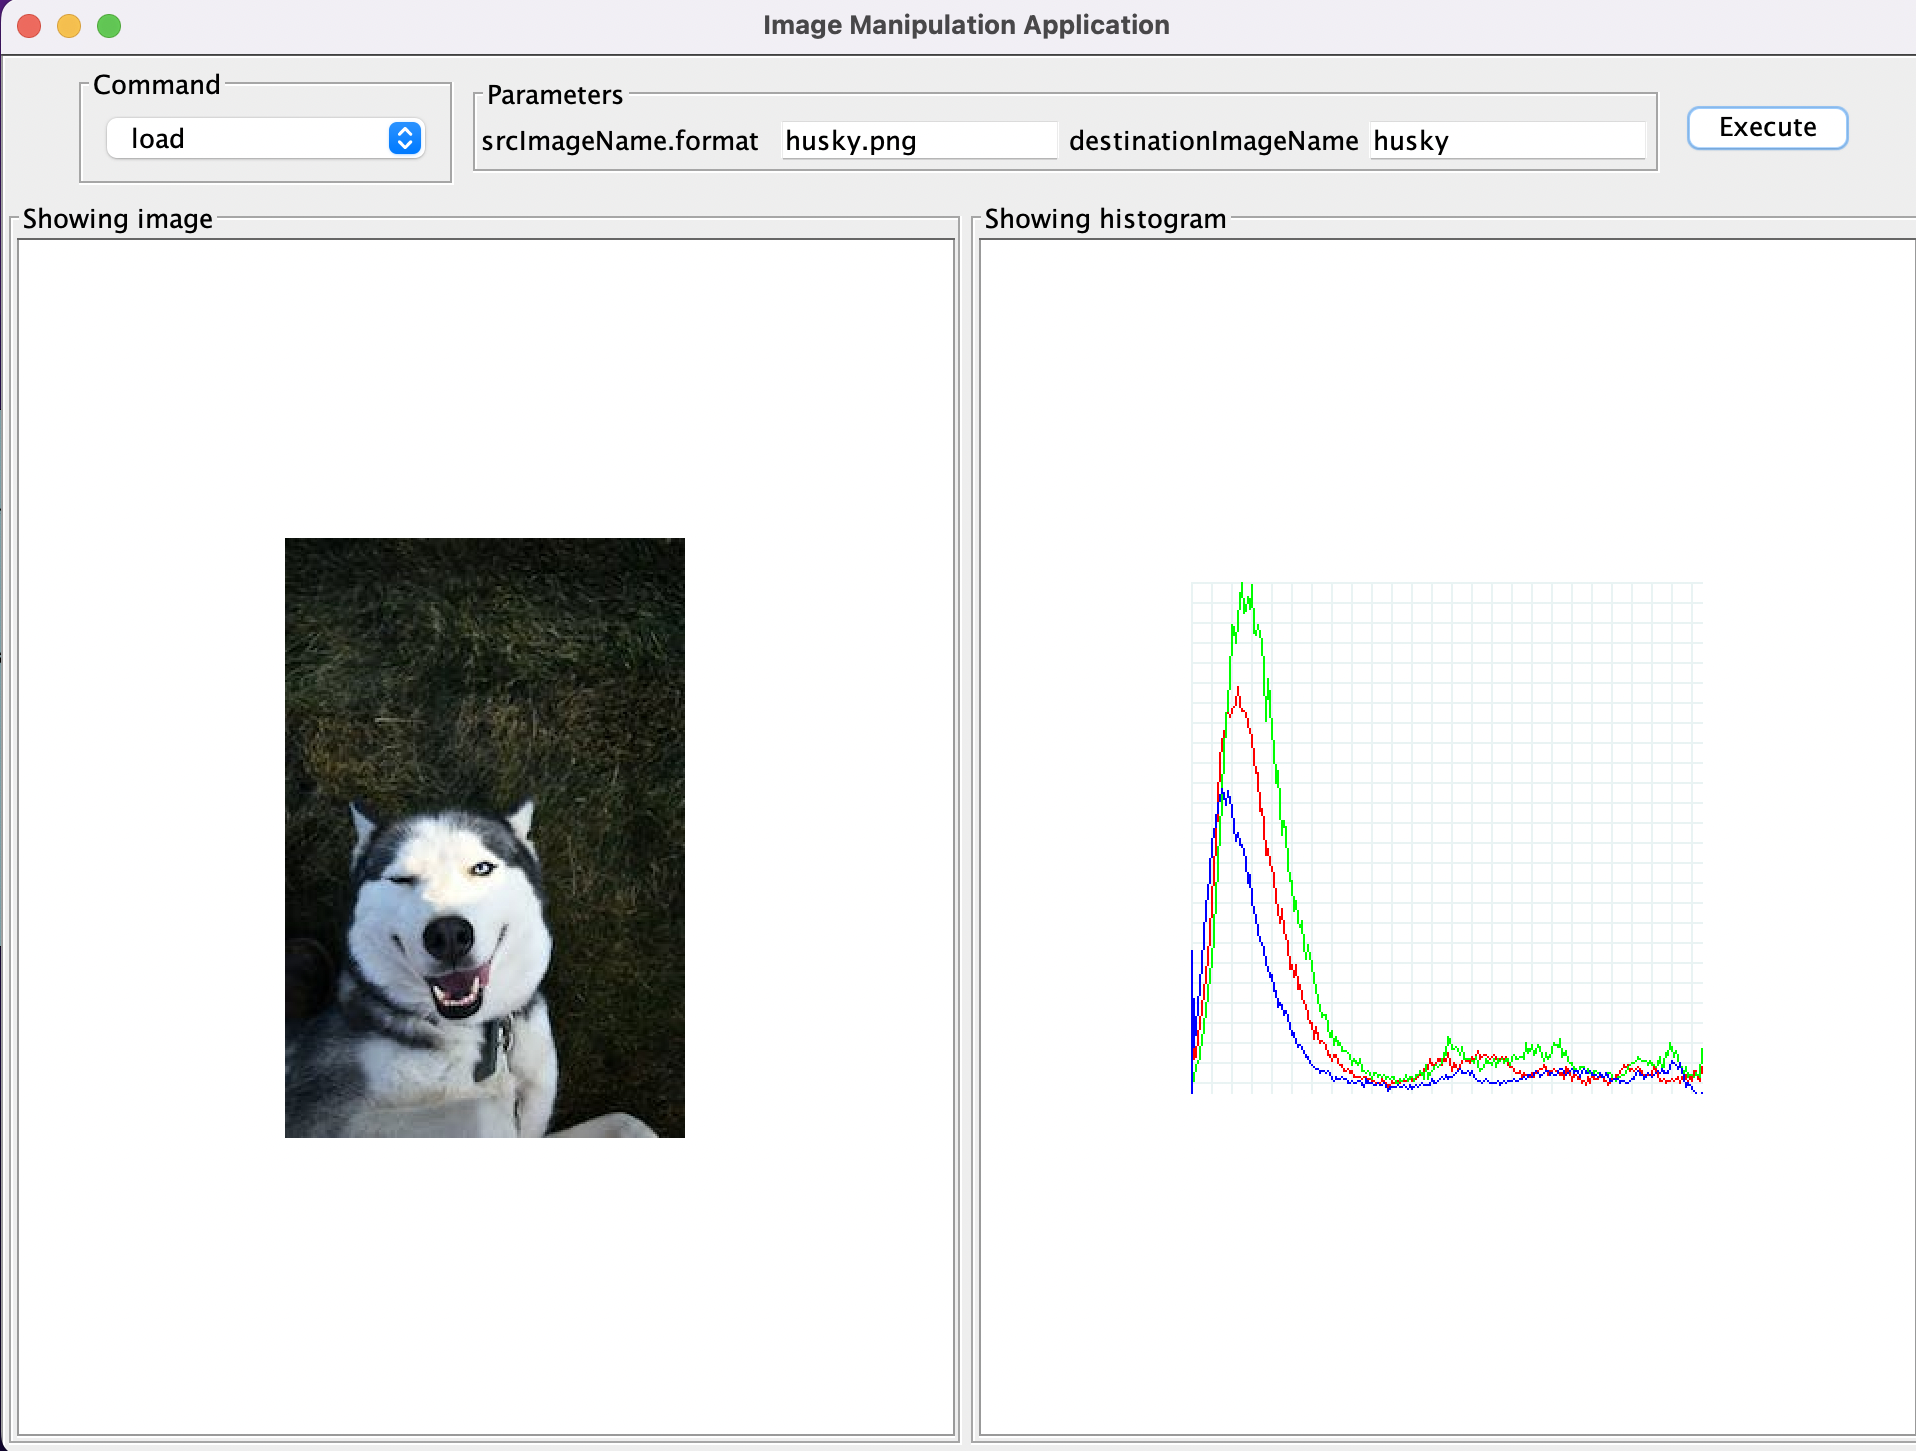 Image Manipulation Application
Command
load
Parameters
srcImageName.format husky.png destinationImageName husky
Execute
Showing image
Showing histogram